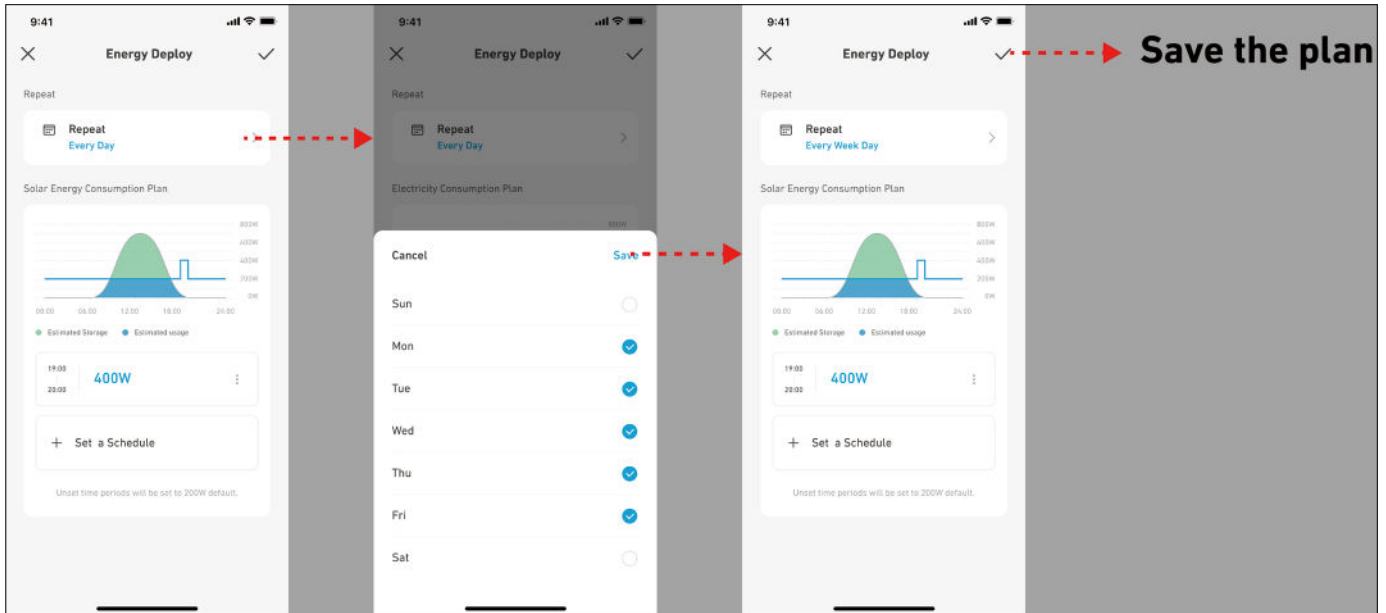 9:41
Energy Deploy
Repeat
Repeat
Every Day
Solar Energy Consumption Plan
800W
600W
400W
200W
0W
00:00 06:00 12:00 18:00 24:00
Estimated Storage Estimated usage
19:00
400W
20:00
+ Set a Schedule
Unset time periods will be set to 200W default.
9:41
Energy Deploy
Repeat
Repeat
Every Day
Electricity Consumption Plan
800W
Cancel Save
Sun
Mon
Tue
Wed
Thu
Fri
Sat
9:41
Energy Deploy
Repeat
Repeat
Every Week Day
Solar Energy Consumption Plan
800W
600W
400W
200W
0W
00:00 06:00 12:00 18:00 24:00
Estimated Storage Estimated usage
19:00
400W
20:00
+ Set a Schedule
Unset time periods will be set to 200W default.
Save the plan